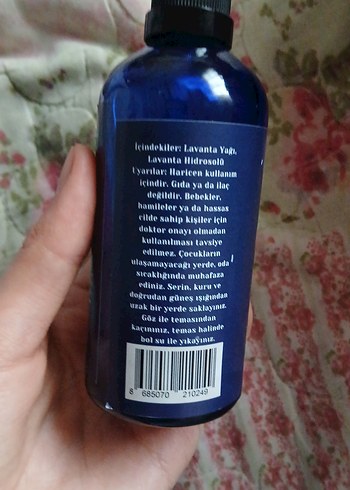 İçindekiler: Lavanta Yağı,
Lavanta Hidrosolü
Uyarılar: Haricen kullanım
içindir. Gıda ya da ilaç
değildir. Bebekler,
hamileler ya da hassas
cilde sahip kişiler için
doktor onayı olmadan
kullanılması tavsiye
edilmez. Çocukların
ulaşamayacağı yerde, oda
sıcaklığında muhafaza
ediniz. Serin, kuru ve
doğrudan güneş ışığından
uzak bir yerde saklayınız.
Göz ile temasından
kaçınınız, temas halinde
bol su ile yıkayınız.
8 685070 210249